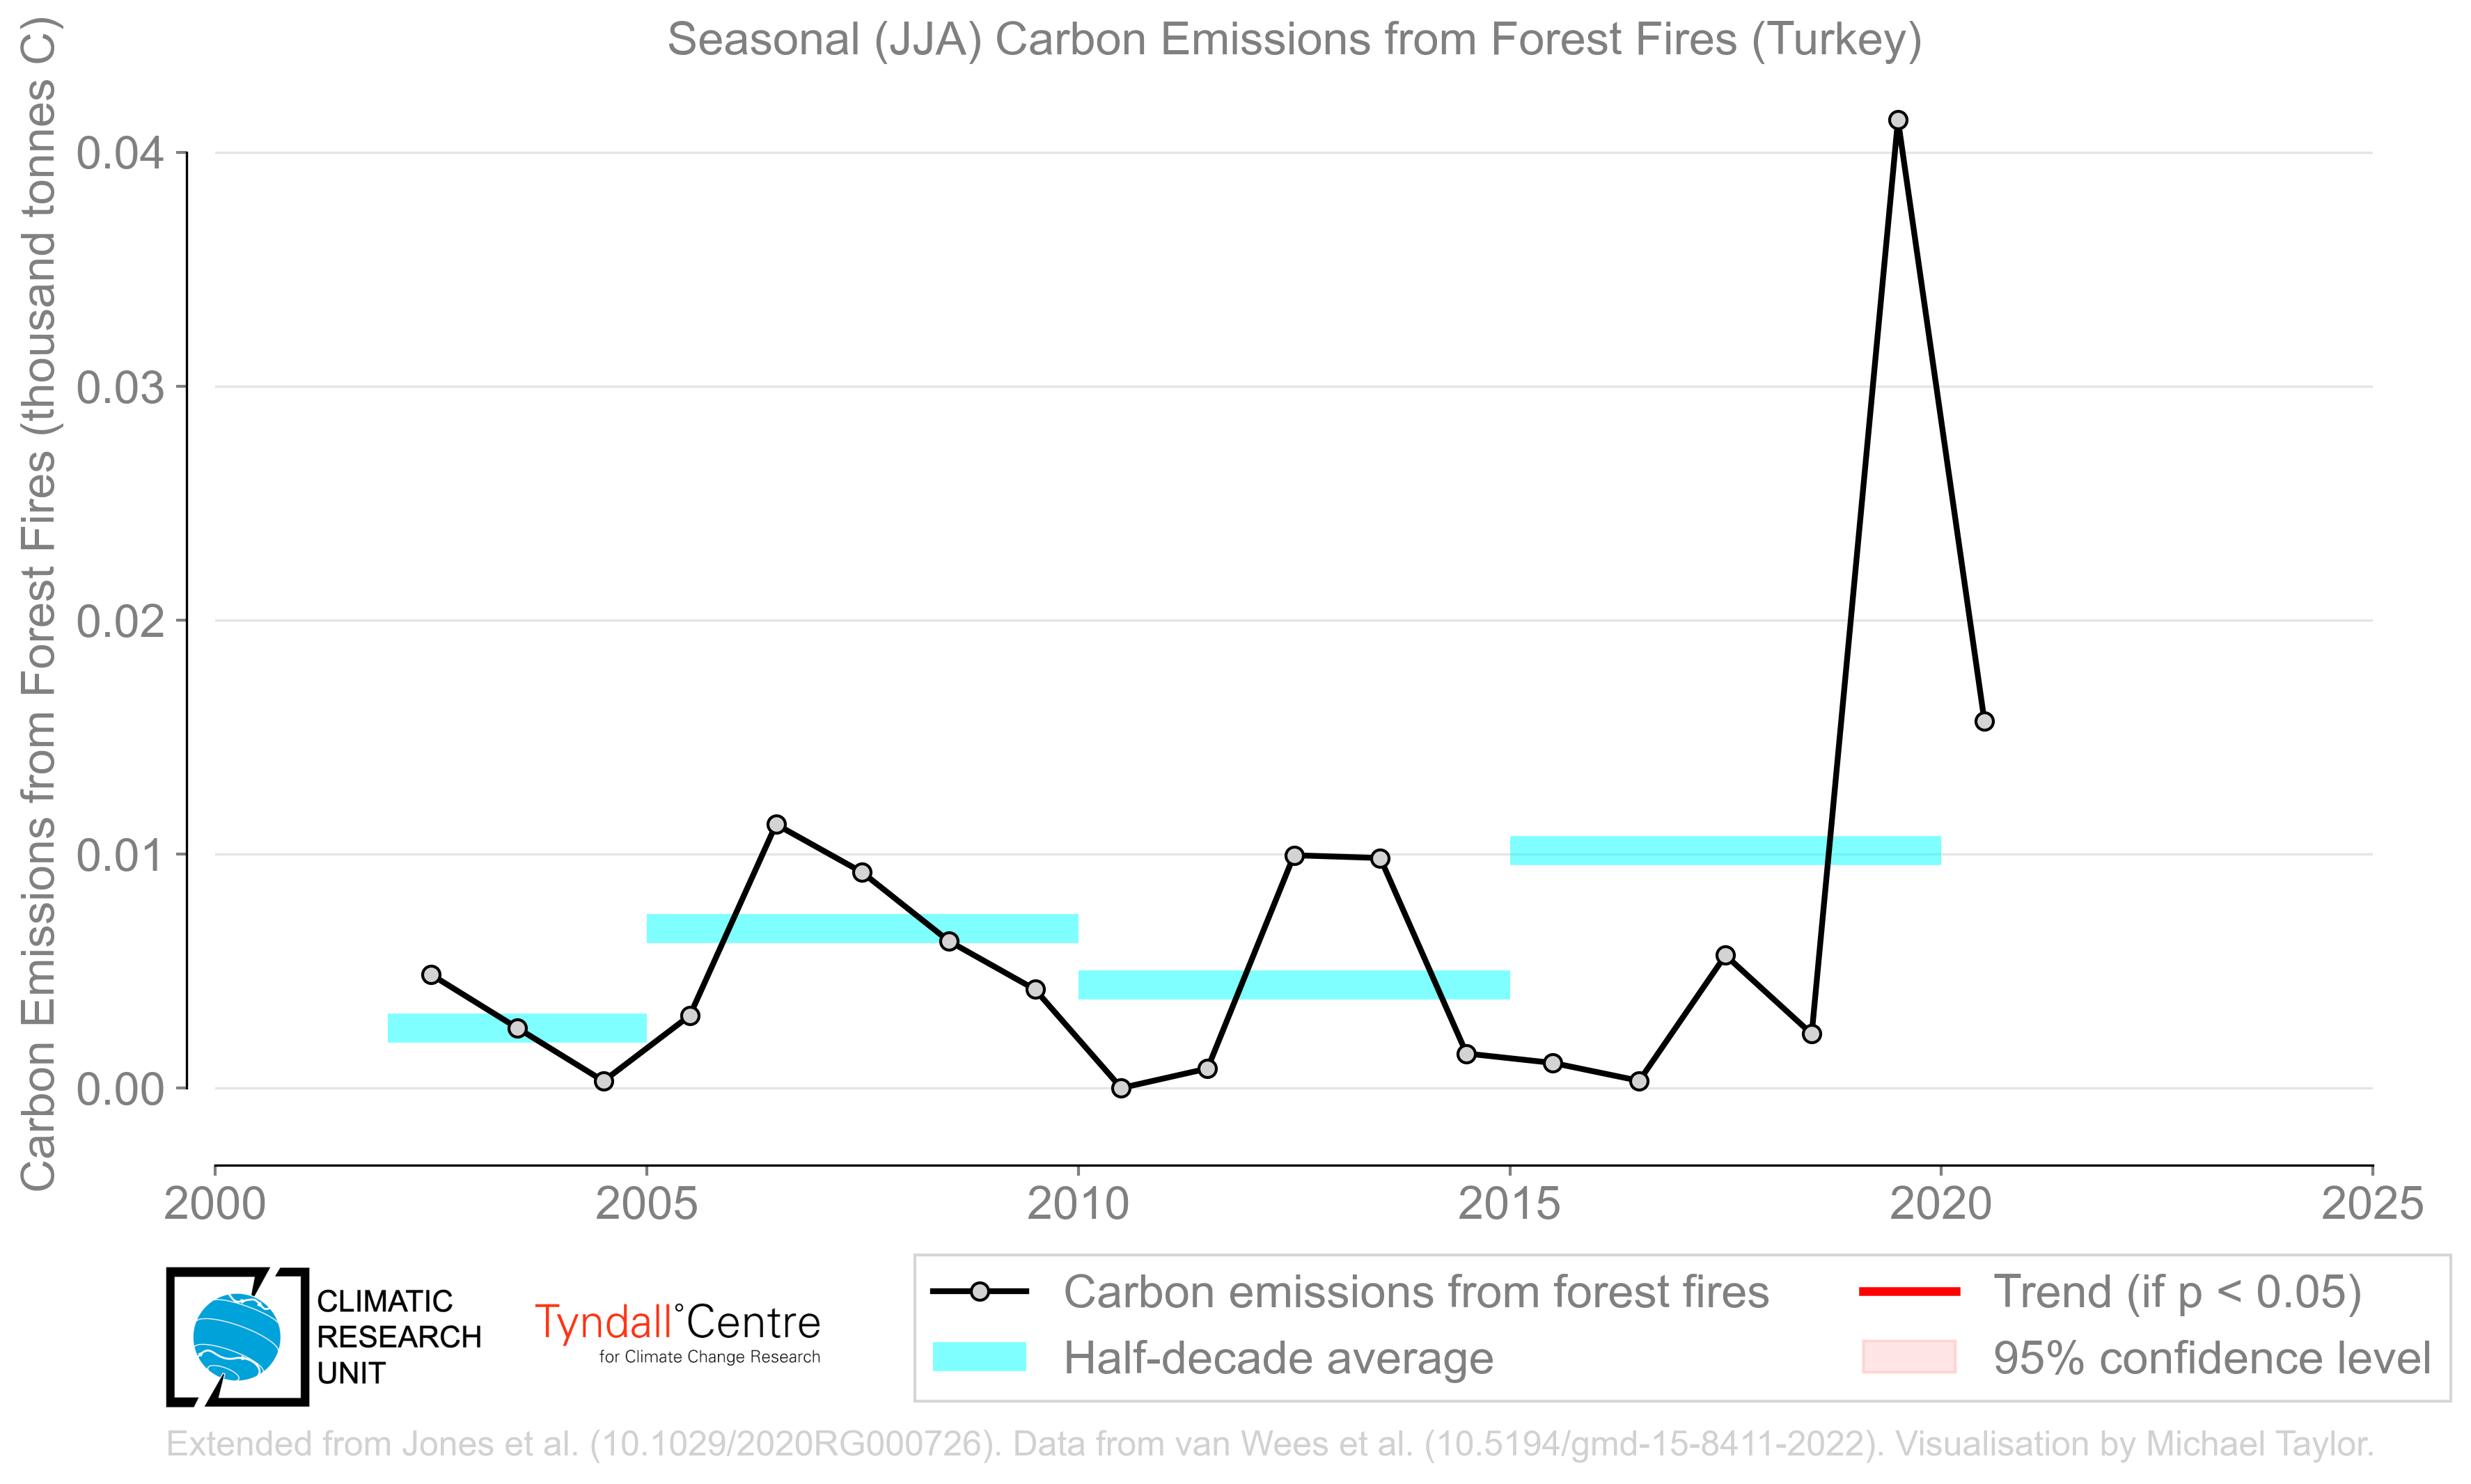 Seasonal (JJA) Carbon Emissions from Forest Fires (Turkey)
Carbon Emissions from Forest Fires (thousand tonnes C)
0.04
0.03
0.02
0.01
0.00
2000
2005
2010
2015
2020
2025
CLIMATIC
RESEARCH
UNIT
Tyndall°Centre
for Climate Change Research
Carbon emissions from forest fires
Half-decade average
Trend (if p < 0.05)
95% confidence level
Extended from Jones et al. (10.1029/2020RG000726). Data from van Wees et al. (10.5194/gmd-15-8411-2022). Visualisation by Michael Taylor.